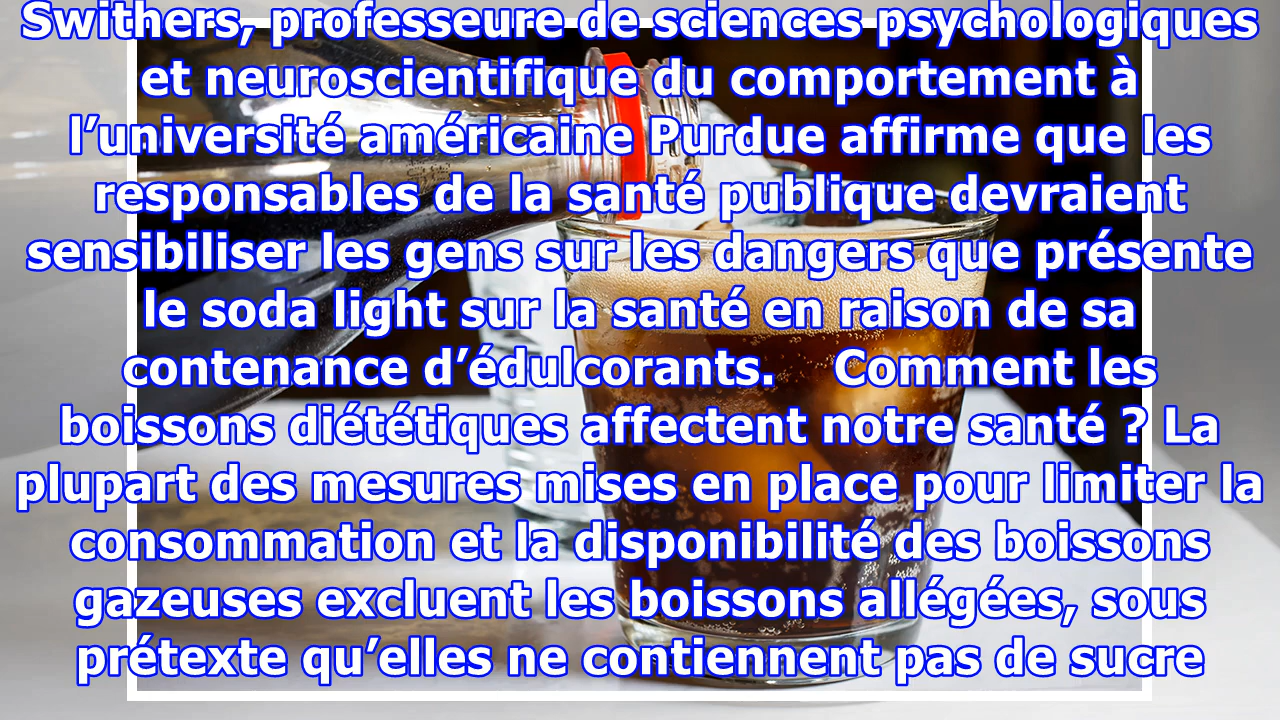 Swithers, professeure de sciences psychologiques
et neuroscientifique du comportement à
l’université américaine Purdue affirme que les
responsables de la santé publique devraient
sensibiliser les gens sur les dangers que présente
le soda light sur la santé en raison de sa
contenance d’édulcorants. Comment les
boissons diététiques affectent notre santé ? La
plupart des mesures mises en place pour limiter la
consommation et la disponibilité des boissons
gazeuses excluent les boissons allégées, sous
prétexte qu’elles ne contiennent pas de sucre